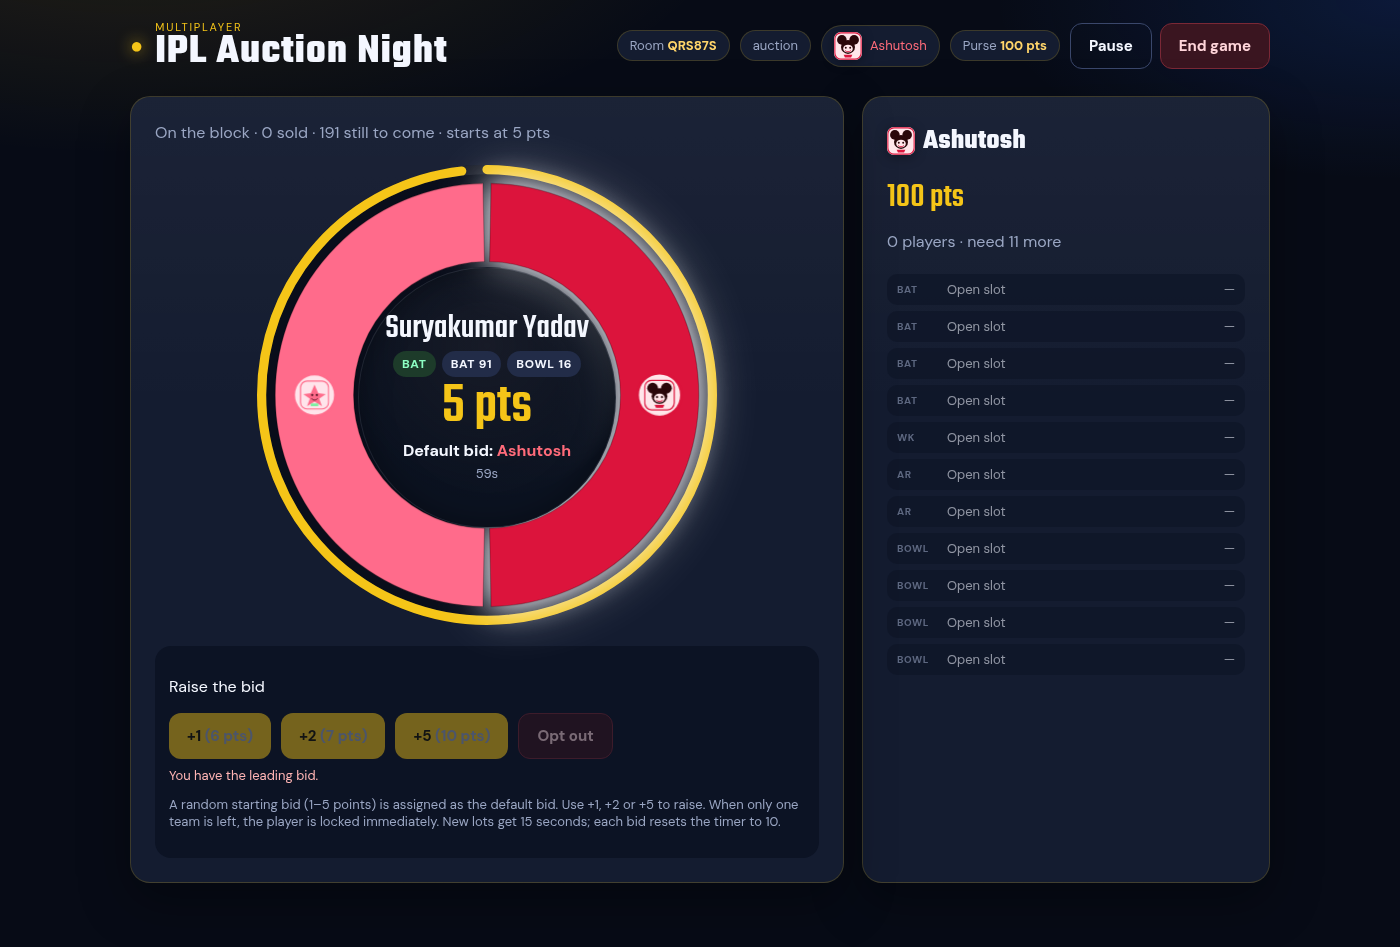 MULTIPLAYER
IPL Auction Night
Room QRS87S
auction
Ashutosh
Purse 100 pts
Pause
End game
On the block · 0 sold · 191 still to come · starts at 5 pts
Suryakumar Yadav
BAT BAT 91 BOWL 16
5 pts
Default bid: Ashutosh
59s
Raise the bid
+1 (6 pts) +2 (7 pts) +5 (10 pts) Opt out
You have the leading bid.
A random starting bid (1–5 points) is assigned as the default bid. Use +1, +2 or +5 to raise. When only one
team is left, the player is locked immediately. New lots get 15 seconds; each bid resets the timer to 10.
Ashutosh
100 pts
0 players · need 11 more
BAT Open slot —
BAT Open slot —
BAT Open slot —
BAT Open slot —
WK Open slot —
AR Open slot —
AR Open slot —
BOWL Open slot —
BOWL Open slot —
BOWL Open slot —
BOWL Open slot —